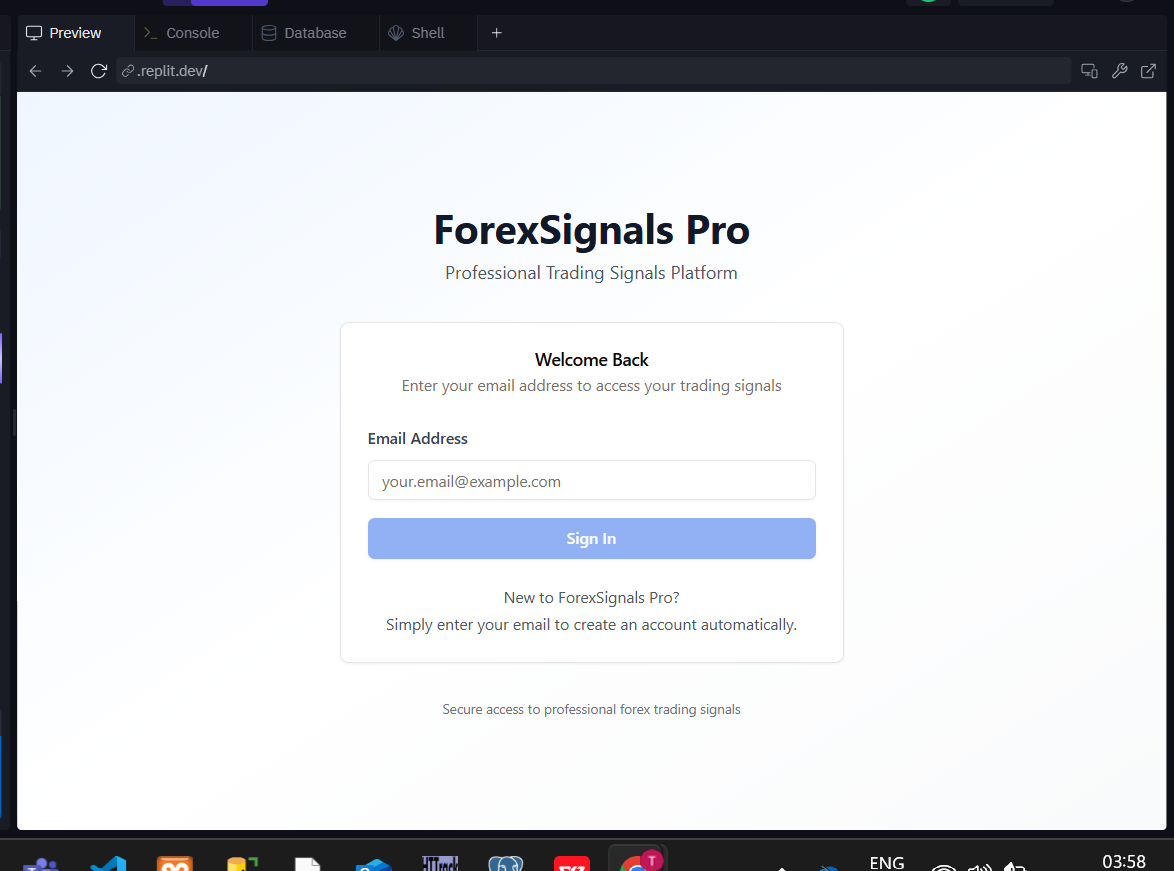 Preview
Console
Database
Shell
.replit.dev/
ForexSignals Pro
Professional Trading Signals Platform
Welcome Back
Enter your email address to access your trading signals
Email Address
your.email@example.com
Sign In
New to ForexSignals Pro?
Simply enter your email to create an account automatically.
Secure access to professional forex trading signals
T
ENG
03:58